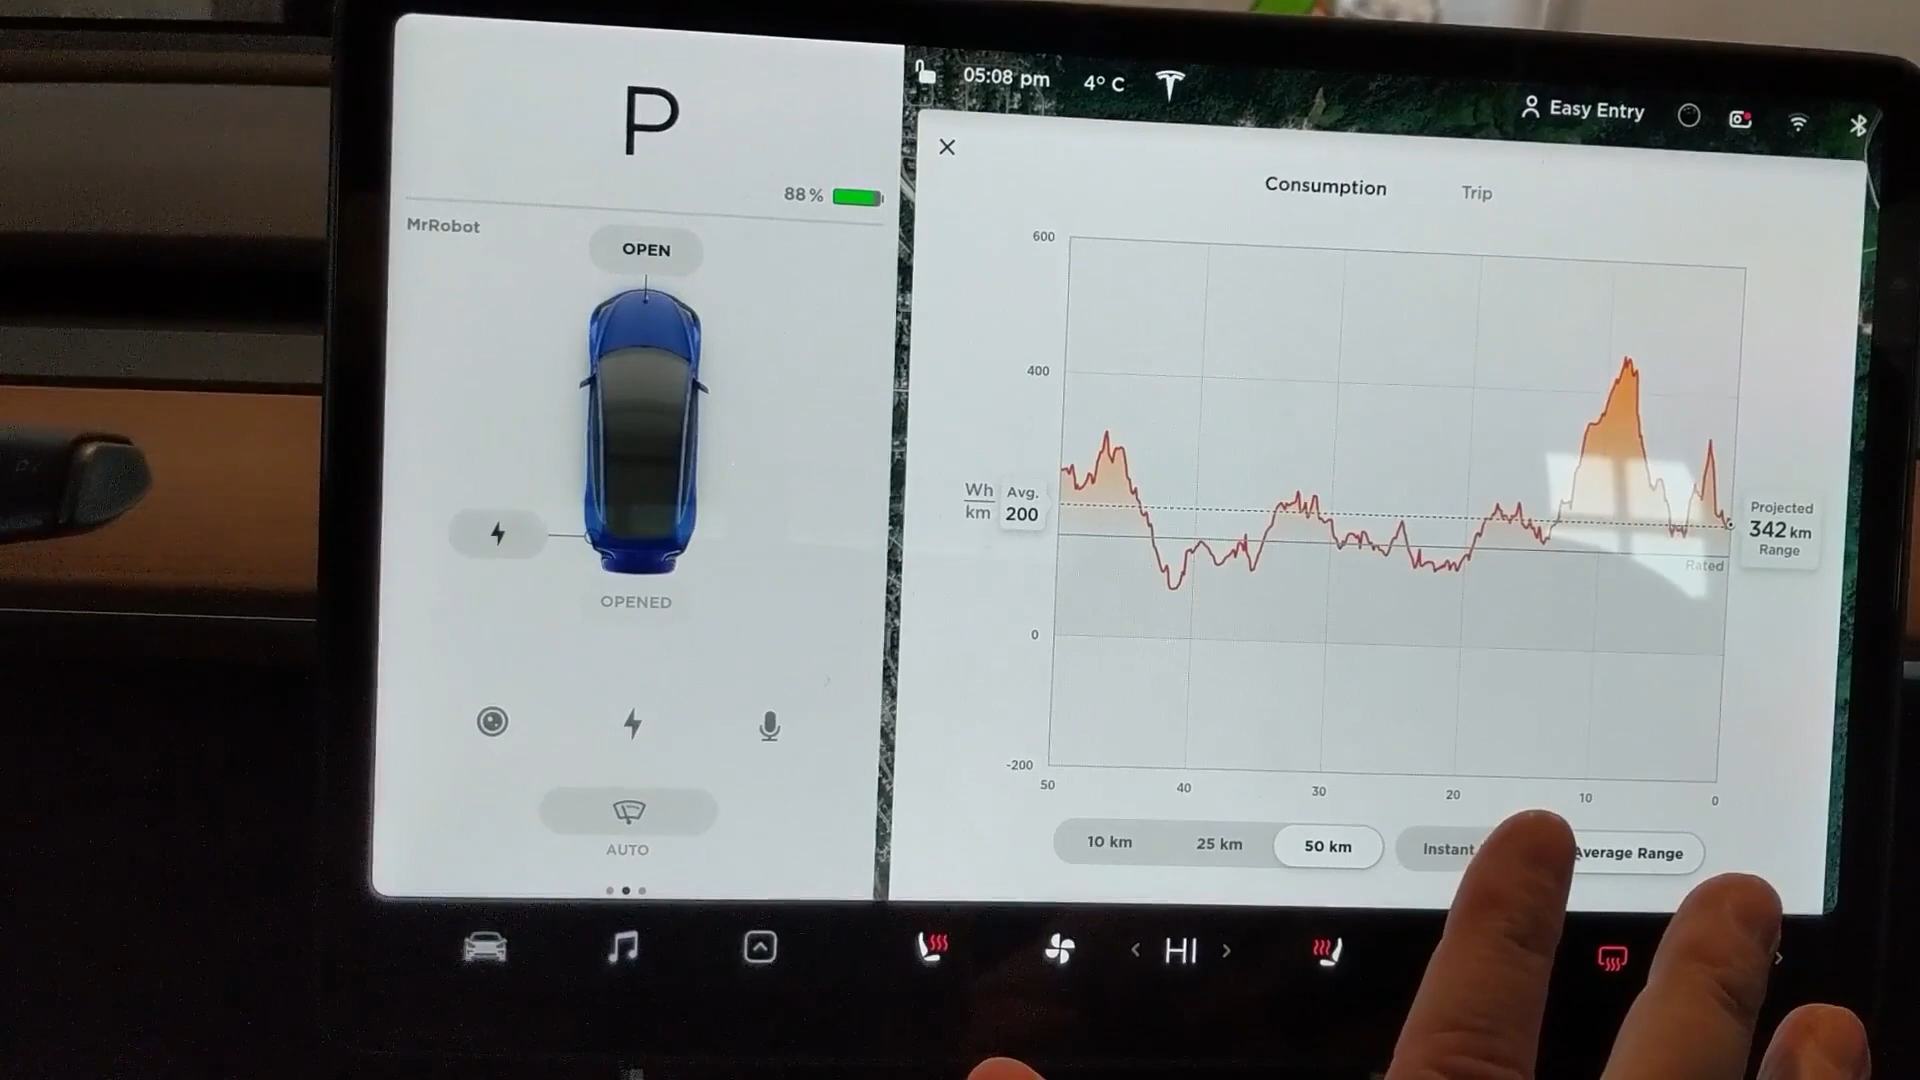 P
88 %
MrRobot
OPEN
OPENED
AUTO
05:08 pm
4° C
Easy Entry
Consumption
Trip
600
400
Wh
km
Avg.
200
0
-200
Projected
342 km
Range
Rated
50
40
30
20
10
0
10 km
25 km
50 km
Instant
Average Range
HI